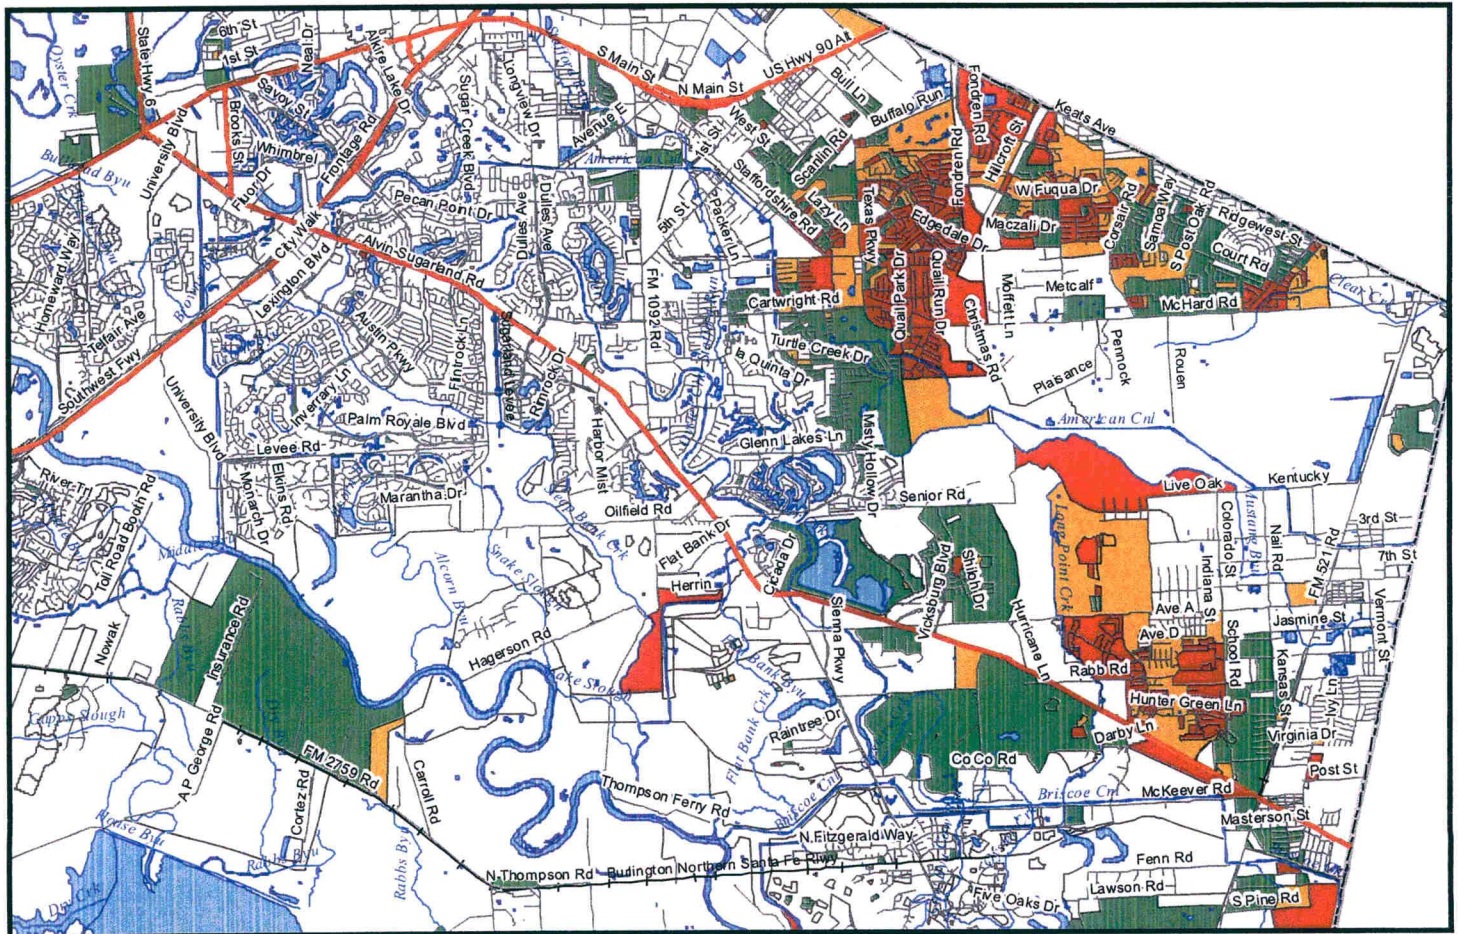 Oyster Crk
State Hwy 6
6th St
1st St
Neal Dr
Alkire Lake Dr
Savoy St
University Blvd
Brooks St
Whimbrel
Fluor Dr
Frontage Rd
Sugar Creek Blvd
Longview Dr
Avenue E
S Main St
N Main St
US Hwy 90 Alt
Bull Ln
West St
1st St
Scanlin Rd
Buffalo Run
Fondren Rd
Fondren Rd
Hillcroft St
Keats Ave
American Cnl
Staffordshire Rd
Lazy Ln
Texas Pkwy
W Fuqua Dr
Maczali Dr
Edgedale Dr
Corsair Rd
Samoa Way
S Post Oak Rd
Ridgewest St
Court Rd
City Walk
Pecan Point Dr
Dulles Ave
Dulles Ave
5th St
Packer Ln
Homeward Way
Alvin Sugarland Rd
Lexington Blvd
FM 1092 Rd
Cartwright Rd
Quail Park Dr
Quail Run Dr
Christmas Rd
Moffett Ln
Metcalf
McHard Rd
Telfair Ave
Austin Pkwy
Flintrock Ln
Sugarland Levee
Rimrock Dr
Turtle Creek Dr
la Quinta Dr
Plaisance
Pennock
Rouen
Southwest Fwy
University Blvd
Inverrary Ln
Palm Royale Blvd
Levee Rd
Harbor Mist
Glenn Lakes Ln
Misty Hollow Dr
American Cnl
River Trl
Toll Road Booth Rd
Monarch Dr
Elkins Rd
Marantha Dr
Oilfield Rd
Senior Rd
Live Oak
Kentucky
Flat Bank Dr
Cicada Dr
Long Point Crk
Colorado St
Nail Rd
3rd St
7th St
FM 521 Rd
Snake Slough
Alcorn Byu
Herrin
Sienna Pkwy
Vicksburg Blvd
Shiloh Dr
Hurricane Ln
Indiana St
Ave A
Ave D
Jasmine St
Vermont St
Nowak
Rabbs Byu
Insurance Rd
Hagerson Rd
Rabb Rd
School Rd
Kansas St
Hunter Green Ln
Ivy Ln
Virginia Dr
Darby Ln
Flat Bank Crk
Raintree Dr
A P George Rd
FM 2759 Rd
Carroll Rd
Cortez Rd
Co Co Rd
Post St
Briscoe Cnl
McKeever Rd
Thompson Ferry Rd
Briscoe Cnl
Masterson St
Rabbs Byu
Rabbs Byu
N Fitzgerald Way
N Thompson Rd
Burlington Northern Santa Fe Rlwy
Fenn Rd
Lawson Rd
Five Oaks Dr
S Pine Rd
Dry Crk